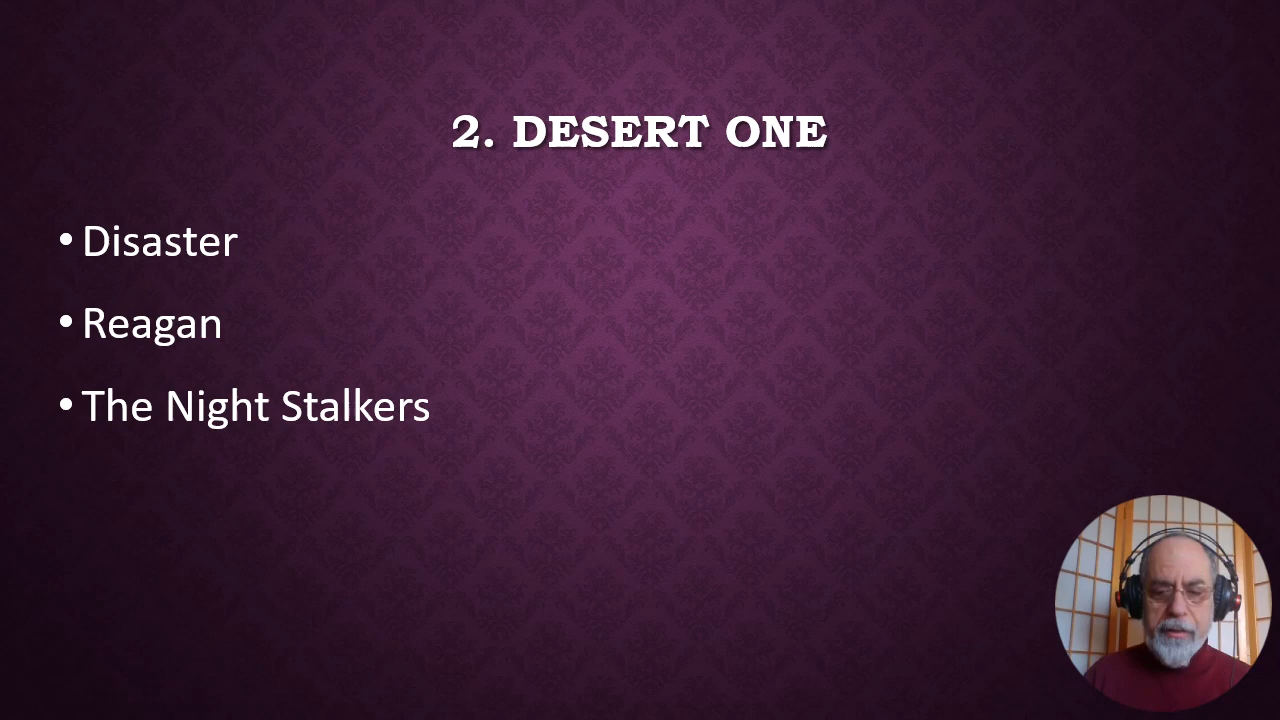 2. DESERT ONE
• Disaster
• Reagan
• The Night Stalkers